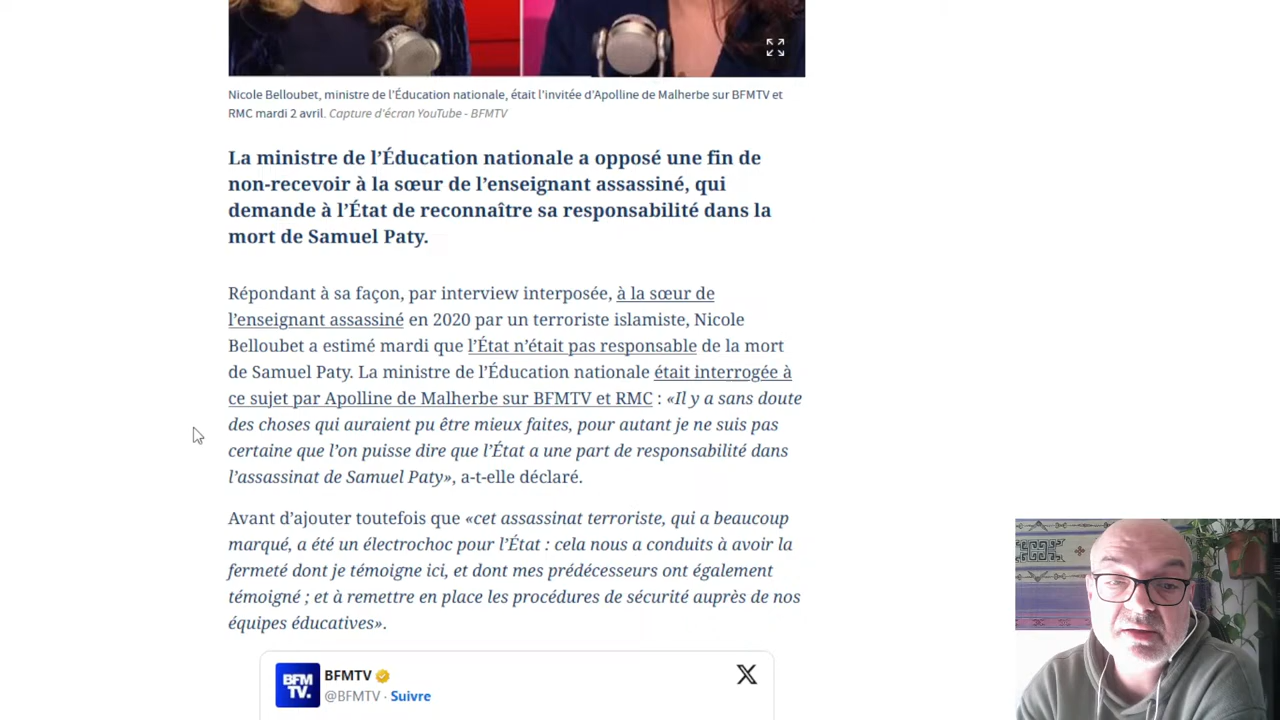 Nicole Belloubet, ministre de l'Éducation nationale, était l'invitée d'Apolline de Malherbe sur BFMTV et
RMC mardi 2 avril. Capture d'écran YouTube - BFMTV
La ministre de l’Éducation nationale a opposé une fin de
non-recevoir à la sœur de l’enseignant assassiné, qui
demande à l’État de reconnaître sa responsabilité dans la
mort de Samuel Paty.
Répondant à sa façon, par interview interposée, à la sœur de
l’enseignant assassiné en 2020 par un terroriste islamiste, Nicole
Belloubet a estimé mardi que l’État n’était pas responsable de la mort
de Samuel Paty. La ministre de l’Éducation nationale était interrogée à
ce sujet par Apolline de Malherbe sur BFMTV et RMC : «Il y a sans doute
des choses qui auraient pu être mieux faites, pour autant je ne suis pas
certaine que l’on puisse dire que l’État a une part de responsabilité dans
l’assassinat de Samuel Paty», a-t-elle déclaré.
Avant d’ajouter toutefois que «cet assassinat terroriste, qui a beaucoup
marqué, a été un électrochoc pour l’État : cela nous a conduits à avoir la
fermeté dont je témoigne ici, et dont mes prédécesseurs ont également
témoigné ; et à remettre en place les procédures de sécurité auprès de nos
équipes éducatives».
BFM
TV.
BFMTV
@BFMTV · Suivre